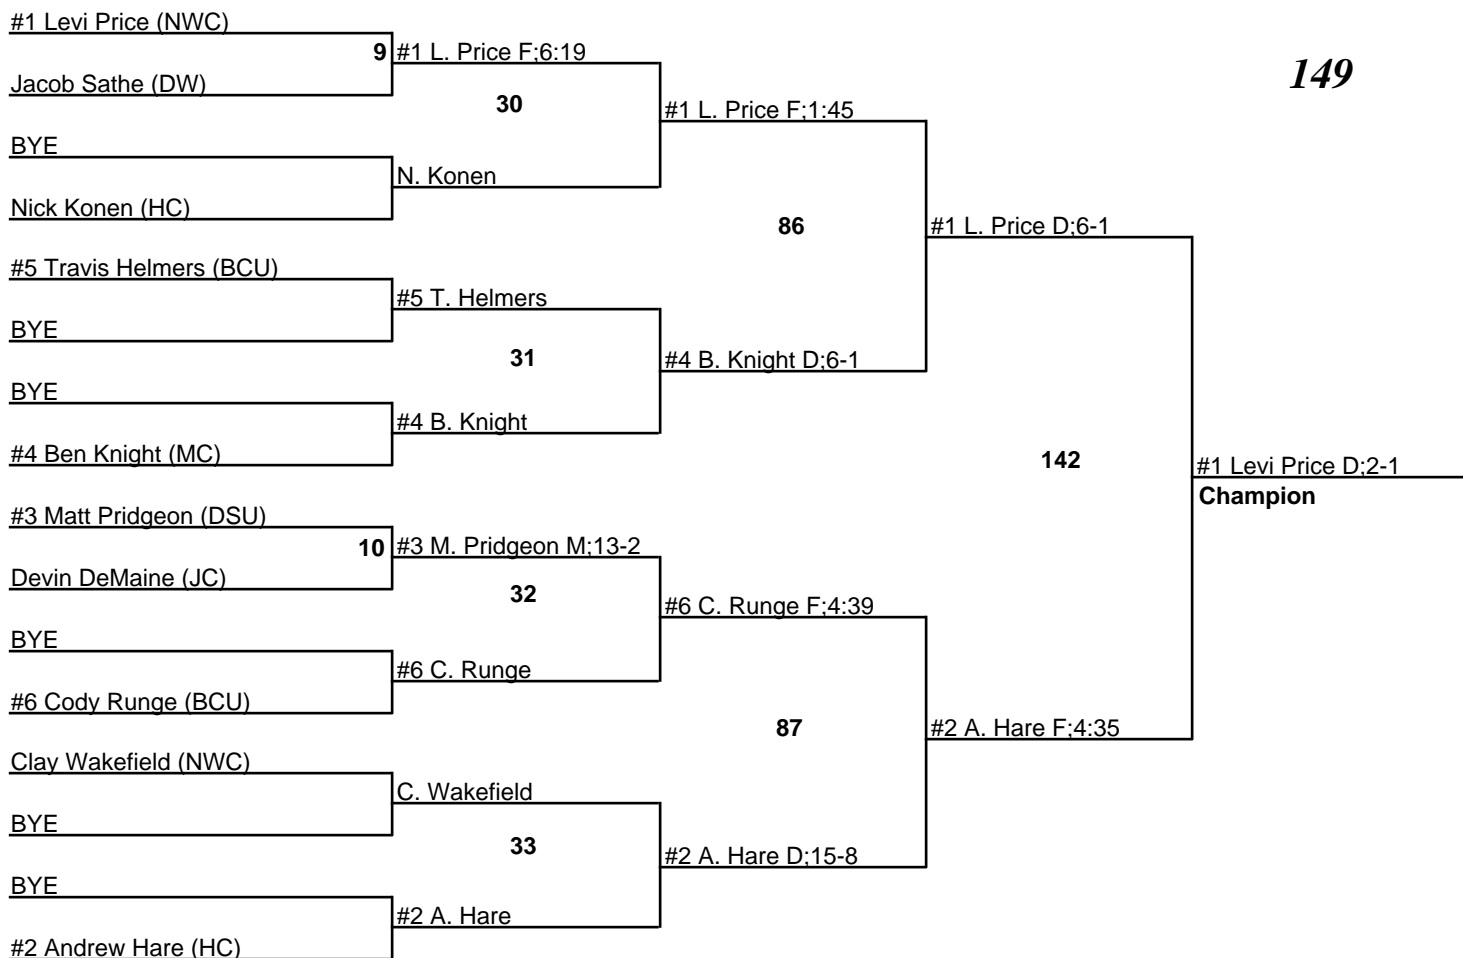 149
#1 Levi Price (NWC)
Jacob Sathe (DW)
BYE
Nick Konen (HC)
#5 Travis Helmers (BCU)
BYE
BYE
#4 Ben Knight (MC)
#3 Matt Pridgeon (DSU)
Devin DeMaine (JC)
BYE
#6 Cody Runge (BCU)
Clay Wakefield (NWC)
BYE
BYE
#2 Andrew Hare (HC)
9
#1 L. Price F;6:19
N. Konen
#5 T. Helmers
#4 B. Knight
10
#3 M. Pridgeon M;13-2
#6 C. Runge
C. Wakefield
#2 A. Hare
30
#1 L. Price F;1:45
31
#4 B. Knight D;6-1
32
#6 C. Runge F;4:39
33
#2 A. Hare D;15-8
86
#1 L. Price D;6-1
87
#2 A. Hare F;4:35
142
#1 Levi Price D;2-1
Champion